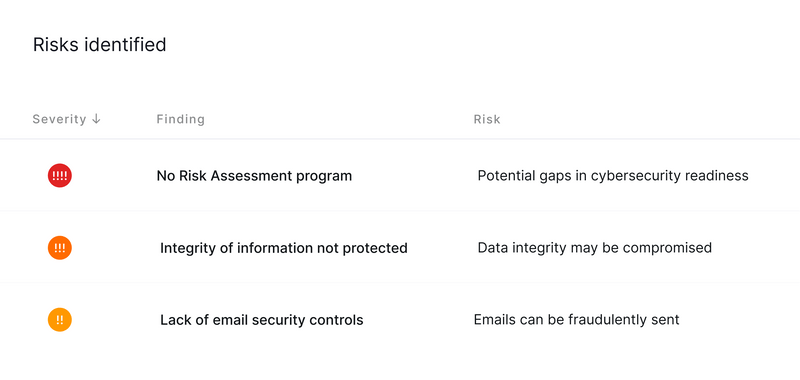 Risks identified
Severity ↓ Finding Risk
!!!! No Risk Assessment program Potential gaps in cybersecurity readiness
!!! Integrity of information not protected Data integrity may be compromised
!! Lack of email security controls Emails can be fraudulently sent